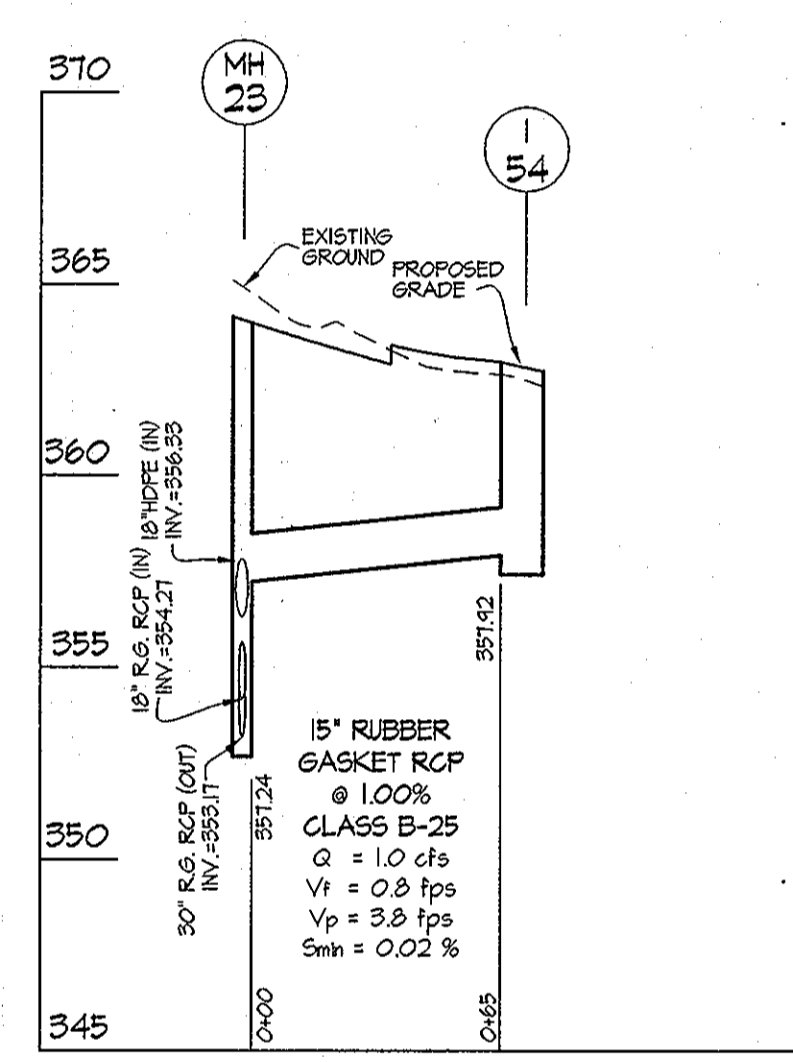 370
MH
23
I
54
EXISTING
GROUND
PROPOSED
GRADE
365
360
355
350
345
18"HDPE (IN)
INV.=356.33
18" R.G. RCP (IN)
INV.=354.27
30" R.G. RCP (OUT)
INV.=353.17
357.24
357.92
15" RUBBER
GASKET RCP
@ 1.00%
CLASS B-25
Q = 1.0 cfs
Vf = 0.8 fps
Vp = 3.8 fps
Smin = 0.02 %
0+00
0+65